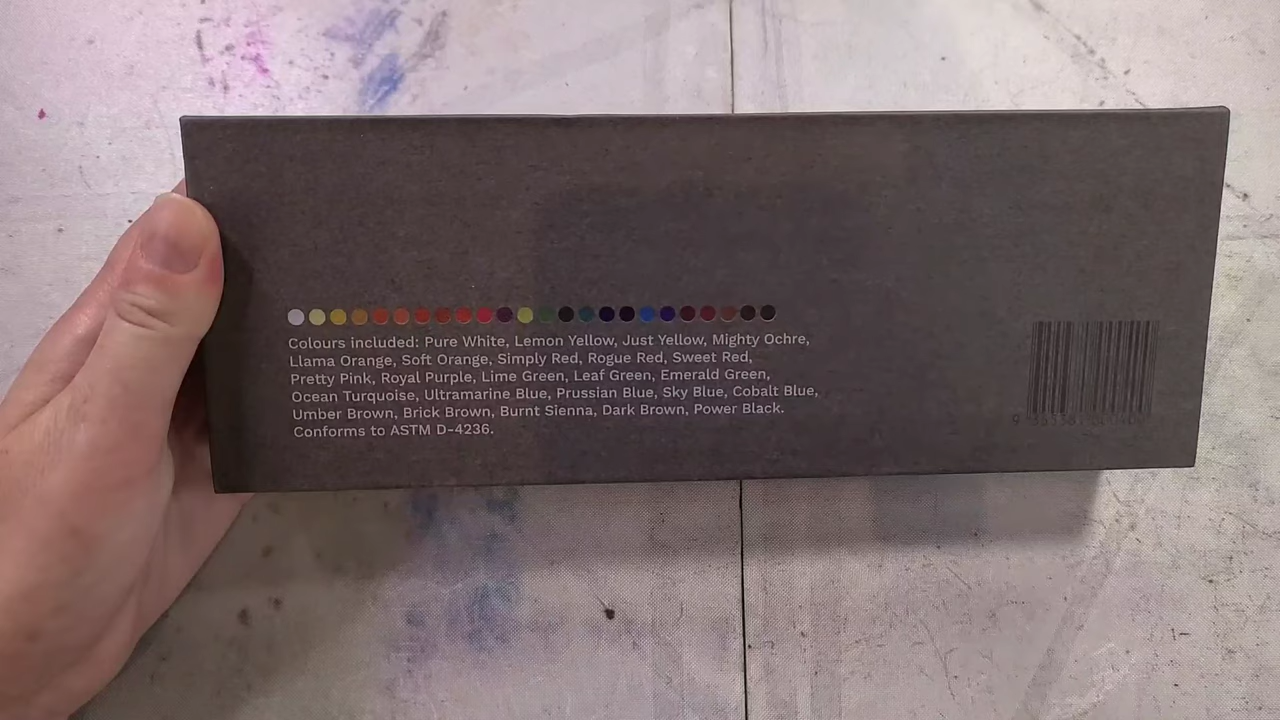 Colours included: Pure White, Lemon Yellow, Just Yellow, Mighty Ochre,
Llama Orange, Soft Orange, Simply Red, Rogue Red, Sweet Red,
Pretty Pink, Royal Purple, Lime Green, Leaf Green, Emerald Green,
Ocean Turquoise, Ultramarine Blue, Prussian Blue, Sky Blue, Cobalt Blue,
Umber Brown, Brick Brown, Burnt Sienna, Dark Brown, Power Black.
Conforms to ASTM D-4236.